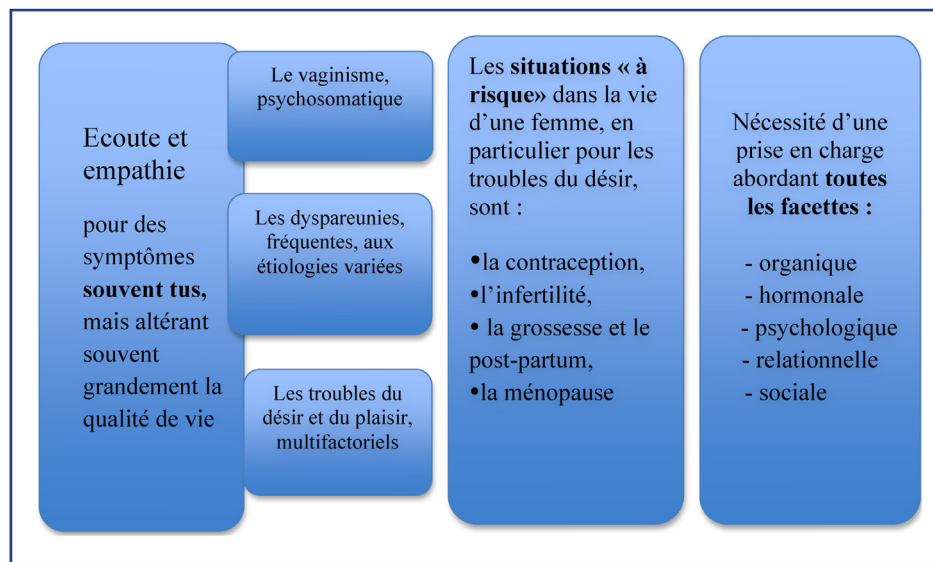 Ecoute et
empathie
pour des
symptômes
souvent tus,
mais altérant
souvent
grandement la
qualité de vie
Le vaginisme,
psychosomatique
Les dyspareunies,
fréquentes, aux
étiologies variées
Les troubles du
désir et du plaisir,
multifactoriels
Les situations « à
risque» dans la vie
d’une femme, en
particulier pour les
troubles du désir,
sont :
•la contraception,
•l’infertilité,
• la grossesse et le
post-partum,
•la ménopause
Nécessité d’une
prise en charge
abordant toutes
les facettes :
- organique
- hormonale
- psychologique
- relationnelle
- sociale